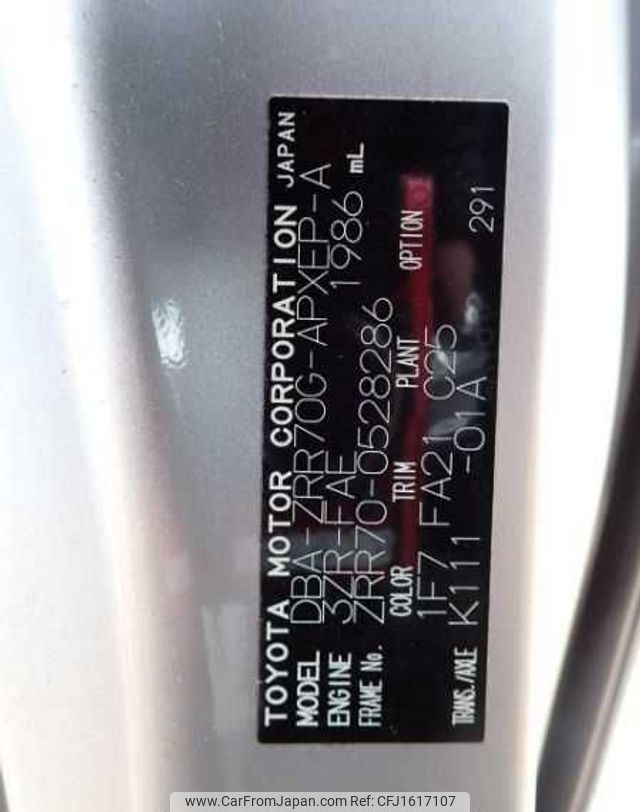 TOYOTA MOTOR CORPORATION JAPAN
MODEL DBA-ZRR70G-APXEP-A
ENGINE 3ZR-FAE 1986 mL
FRAME No. ZRR70-0528286
COLOR TRIM PLANT OPTION
1F7 FA21 C25
TRANS./AXLE K111 -01A 291
www.CarFromJapan.com Ref: CFJ1617107